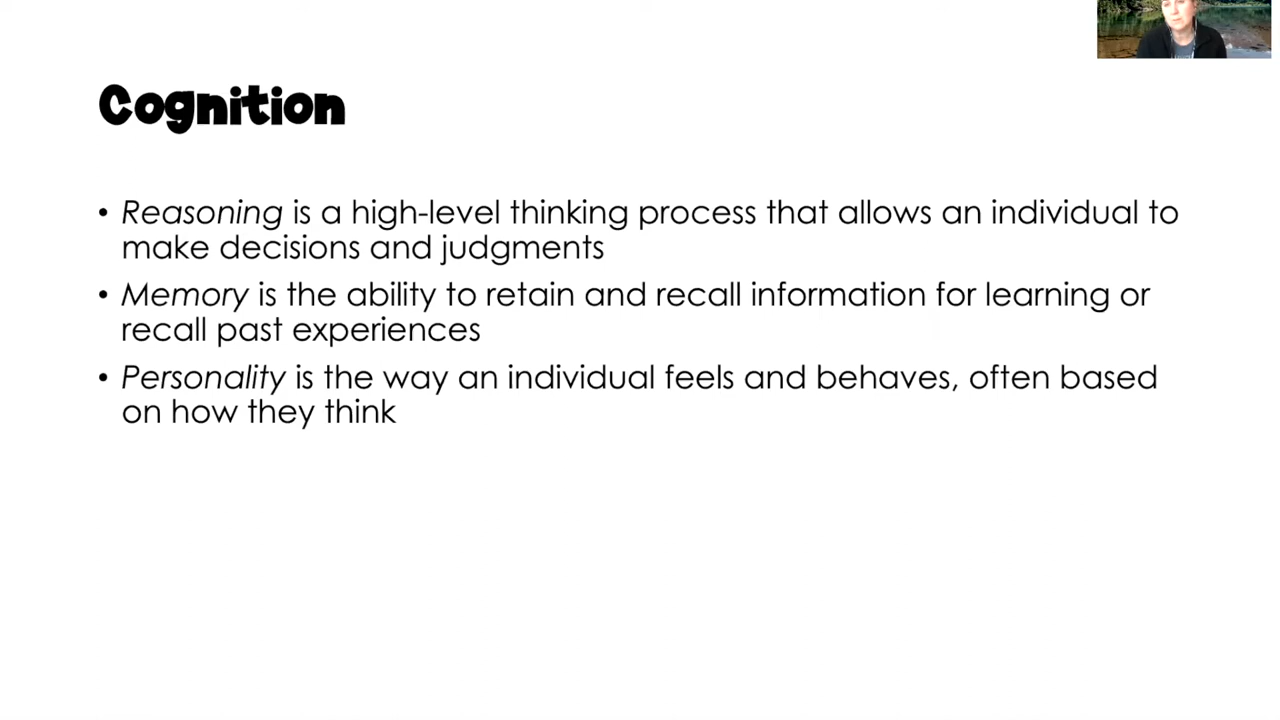 Cognition
• Reasoning is a high-level thinking process that allows an individual to
make decisions and judgments
• Memory is the ability to retain and recall information for learning or
recall past experiences
• Personality is the way an individual feels and behaves, often based
on how they think